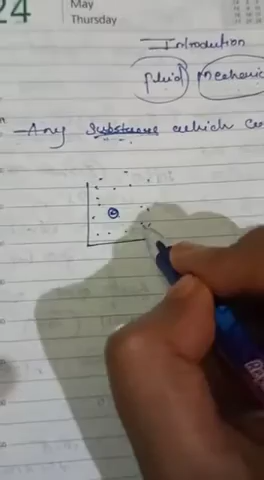 24
May
Thursday
Introduction
fluid mechanic
Any Substance which